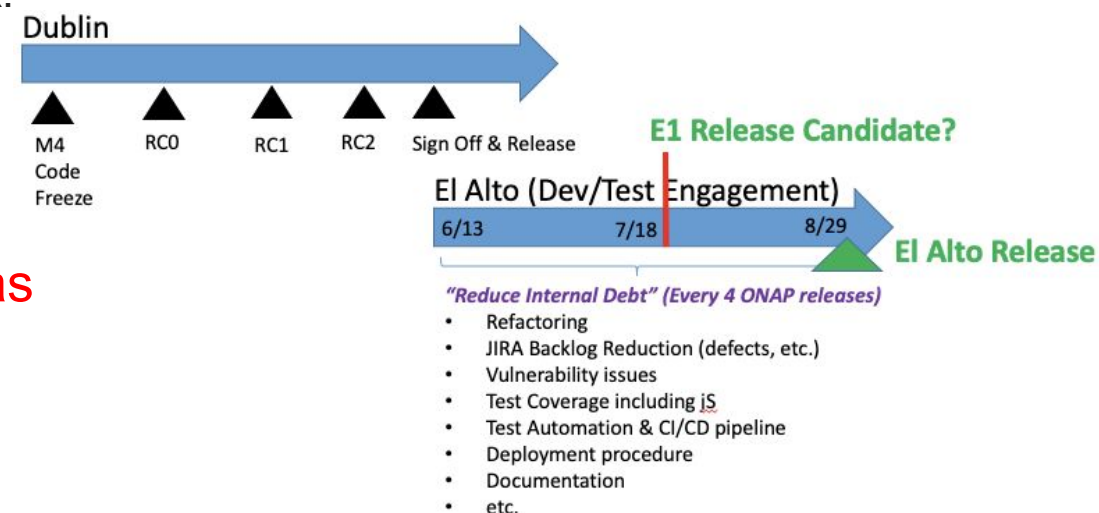 Dublin
M4
Code
Freeze
RC0
RC1
RC2
Sign Off & Release
E1 Release Candidate?
El Alto (Dev/Test Engagement)
6/13
7/18
8/29
El Alto Release
“Reduce Internal Debt” (Every 4 ONAP releases)
• Refactoring
• JIRA Backlog Reduction (defects, etc.)
• Vulnerability issues
• Test Coverage including jS
• Test Automation & CI/CD pipeline
• Deployment procedure
• Documentation
• etc.